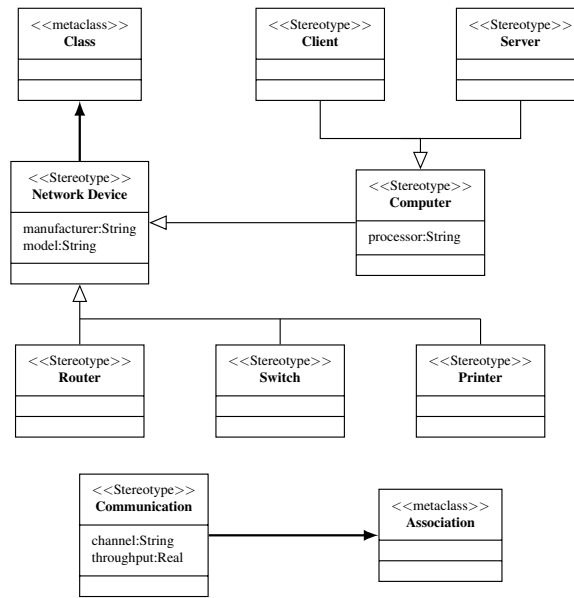 <<metaclass>>
Class
<<Stereotype>>
Client
<<Stereotype>>
Server
<<Stereotype>>
Network Device
manufacturer:String
model:String
<<Stereotype>>
Computer
processor:String
<<Stereotype>>
Router
<<Stereotype>>
Switch
<<Stereotype>>
Printer
<<Stereotype>>
Communication
channel:String
throughput:Real
<<metaclass>>
Association